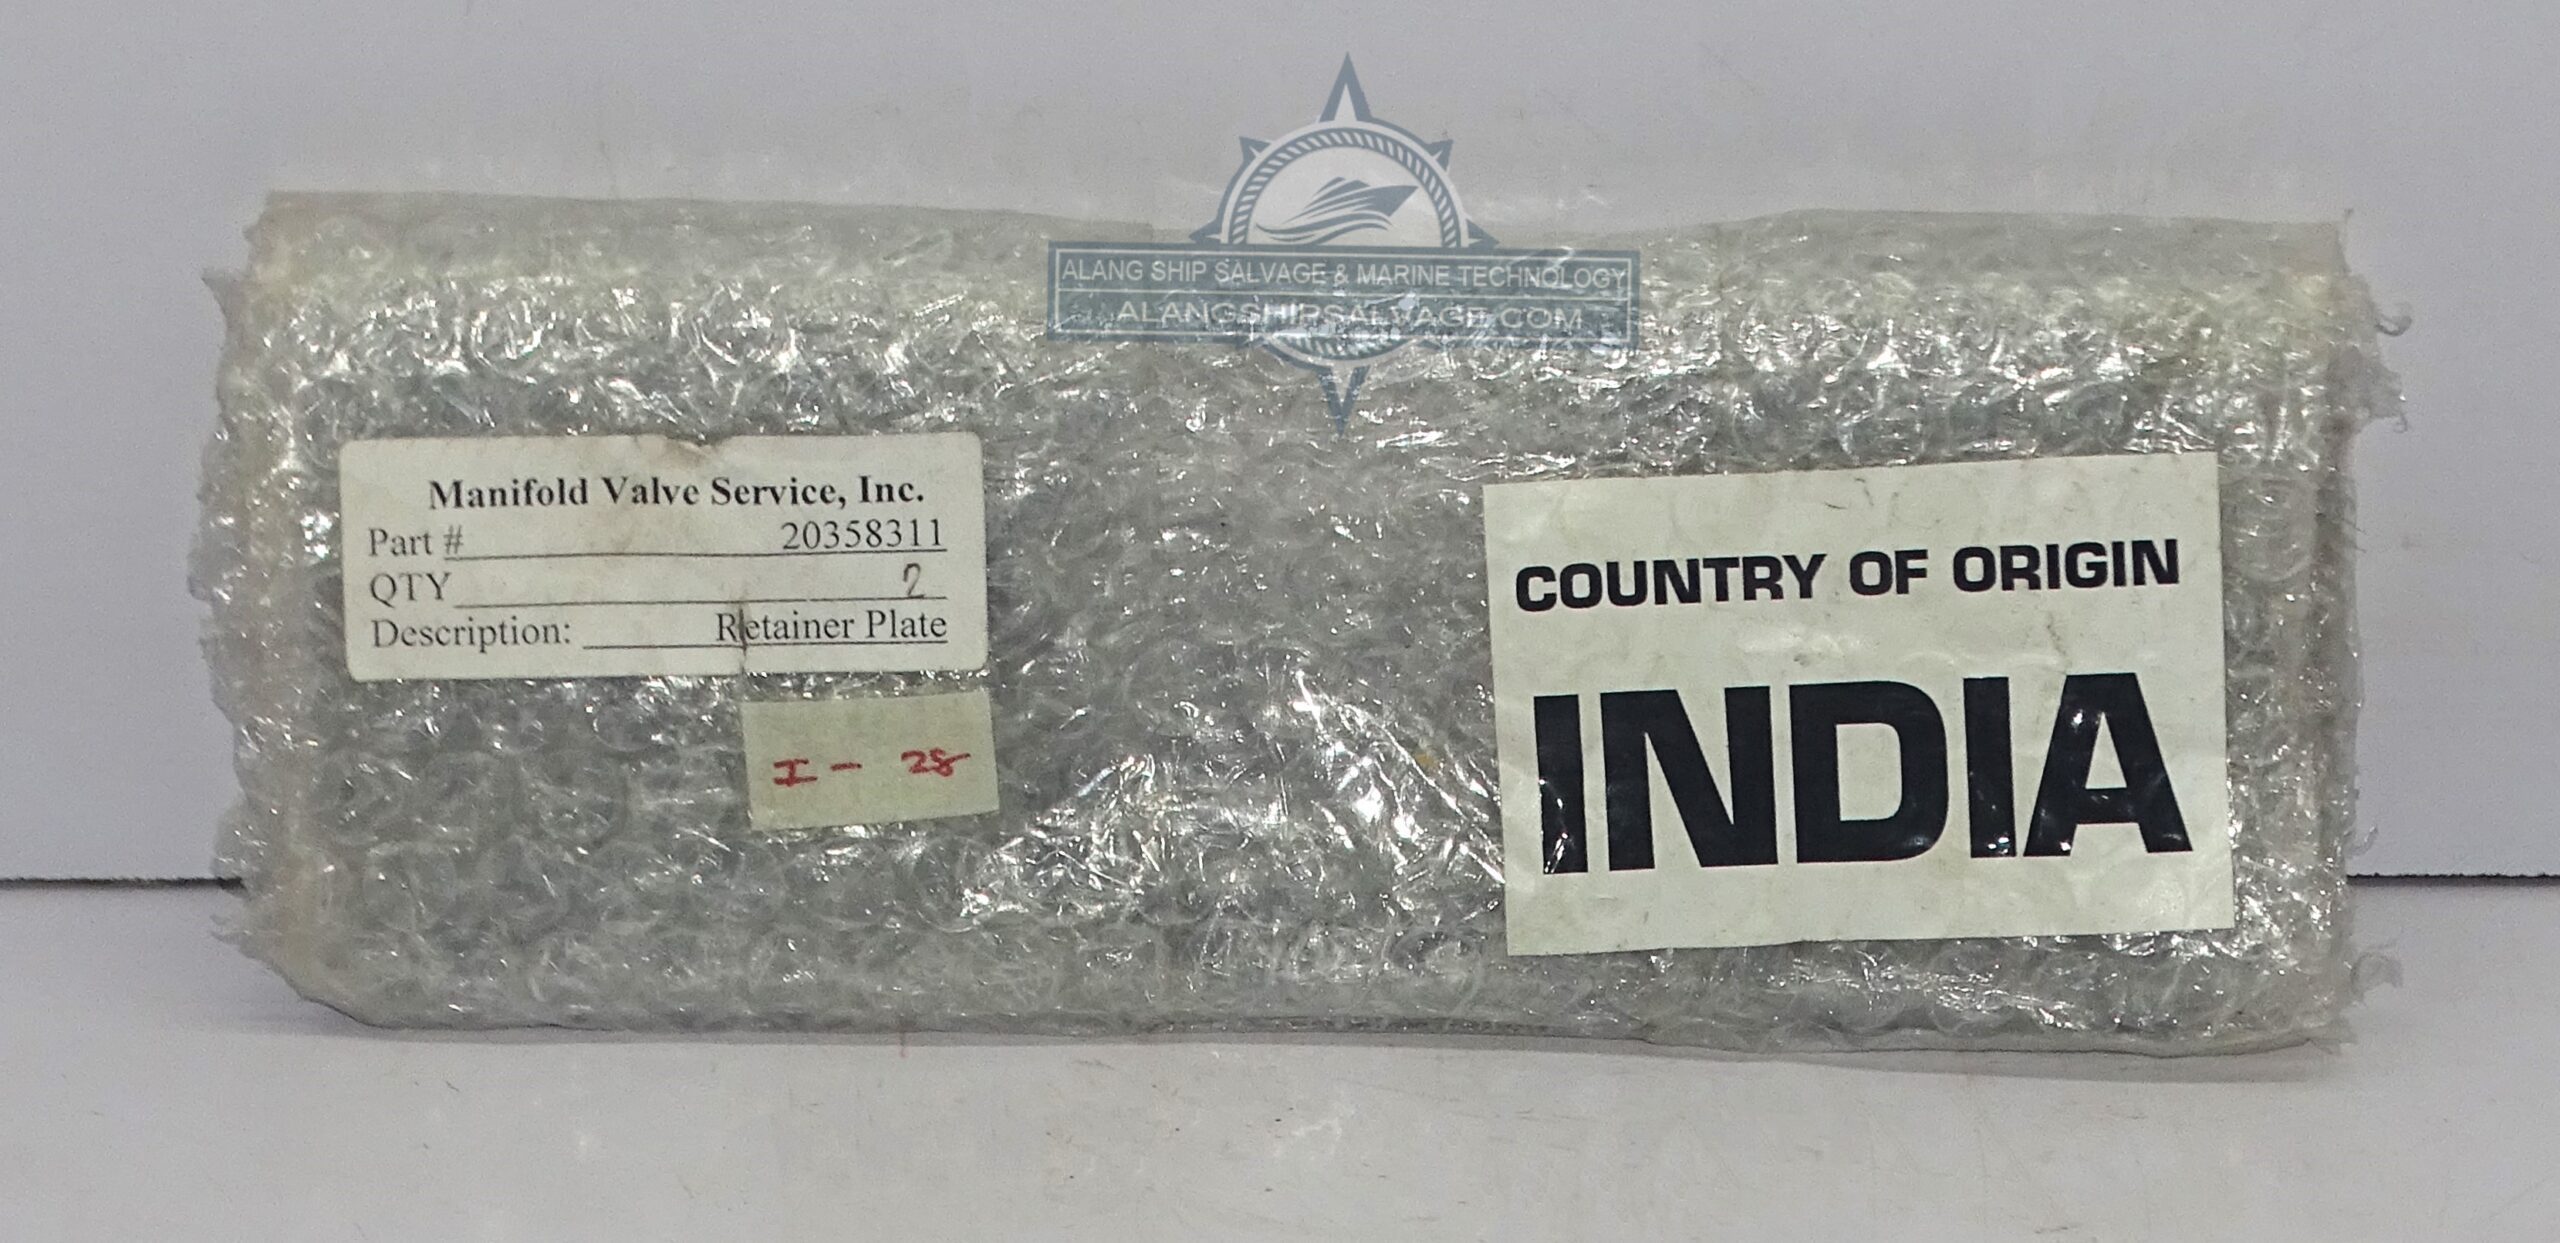 ALANG SHIP SALVAGE & MARINE TECHNOLOGY
ALANGSHIPSALVAGE.COM
Manifold Valve Service, Inc.
Part # 20358311
QTY 2
Description: Retainer Plate
I - 28
COUNTRY OF ORIGIN
INDIA